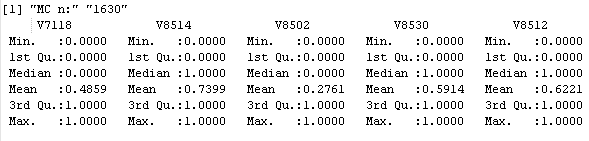 [1] "MC n:" "1630"
V7118 V8514 V8502 V8530 V8512
Min. :0.0000 Min. :0.0000 Min. :0.0000 Min. :0.0000 Min. :0.0000
1st Qu.:0.0000 1st Qu.:0.0000 1st Qu.:0.0000 1st Qu.:0.0000 1st Qu.:0.0000
Median :0.0000 Median :1.0000 Median :0.0000 Median :1.0000 Median :1.0000
Mean :0.4859 Mean :0.7399 Mean :0.2761 Mean :0.5914 Mean :0.6221
3rd Qu.:1.0000 3rd Qu.:1.0000 3rd Qu.:1.0000 3rd Qu.:1.0000 3rd Qu.:1.0000
Max. :1.0000 Max. :1.0000 Max. :1.0000 Max. :1.0000 Max. :1.0000